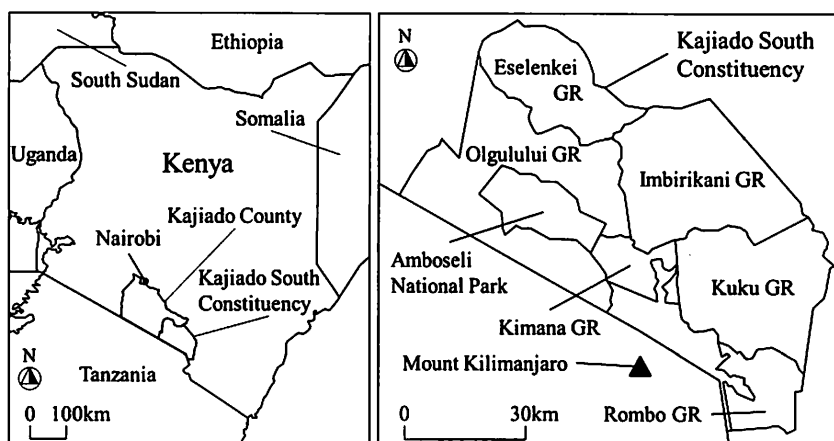 Ethiopia
South Sudan
Somalia
Uganda
Kenya
Kajiado County
Nairobi
Kajiado South
Constituency
N
Tanzania
0 100km
N
Kajiado South
Constituency
Eselenkei
GR
Olgulului GR
Imbirikani GR
Amboseli
National Park
Kuku GR
Kimana GR
Mount Kilimanjaro
0 30km
Rombo GR